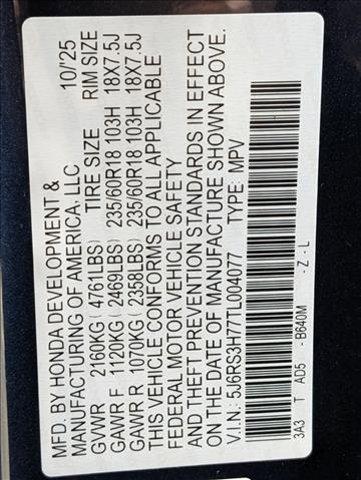 MFD. BY HONDA DEVELOPMENT &
MANUFACTURING OF AMERICA, LLC 10/'25
GVWR 2160KG ( 4761LBS) TIRE SIZE RIM SIZE
GAWR F 1120KG ( 2469LBS) 235/60R18 103H 18X7.5J
GAWR R 1070KG ( 2358LBS) 235/60R18 103H 18X7.5J
THIS VEHICLE CONFORMS TO ALL APPLICABLE
FEDERAL MOTOR VEHICLE SAFETY
AND THEFT PREVENTION STANDARDS IN EFFECT
ON THE DATE OF MANUFACTURE SHOWN ABOVE.
V.I.N: 5J6RS3H77TL004077 TYPE: MPV
3A3 T AD5 - B640M - Z - L